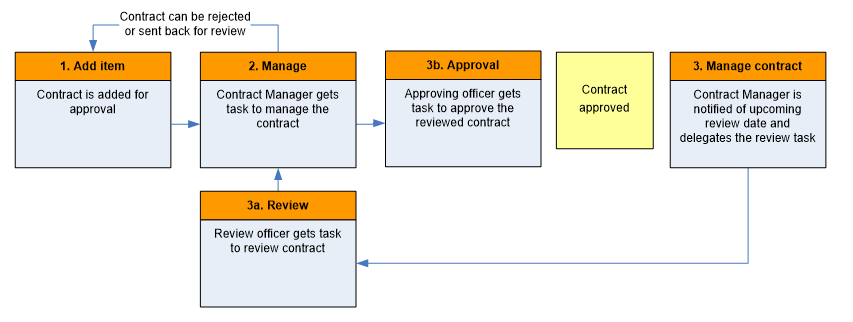 Contract can be rejected
or sent back for review
1. Add item
Contract is added for
approval
2. Manage
Contract Manager gets
task to manage the
contract
3b. Approval
Approving officer gets
task to approve the
reviewed contract
Contract
approved
3. Manage contract
Contract Manager is
notified of upcoming
review date and
delegates the review task
3a. Review
Review officer gets task
to review contract